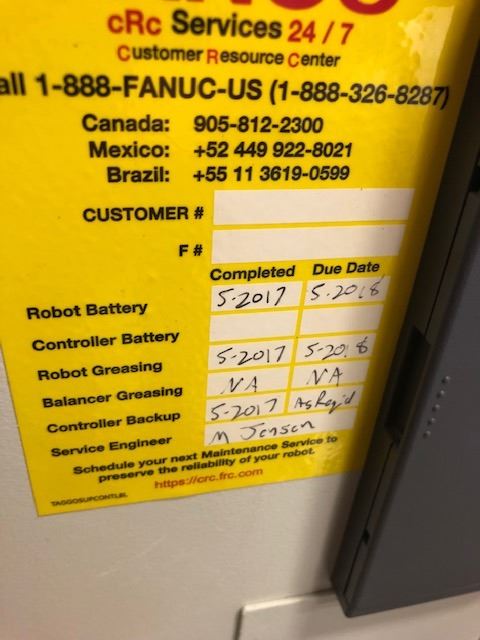 cRc Services 24 / 7
Customer Resource Center
all 1-888-FANUC-US (1-888-326-8287)
Canada: 905-812-2300
Mexico: +52 449 922-8021
Brazil: +55 11 3619-0599
CUSTOMER #
F #
Completed Due Date
Robot Battery 5-2017 5-2018
Controller Battery
Robot Greasing 5-2017 5-2018
Balancer Greasing NA NA
Controller Backup 5-2017 As Req'd
Service Engineer M Jensen
Schedule your next Maintenance Service to
preserve the reliability of your robot.
https://crc.frc.com